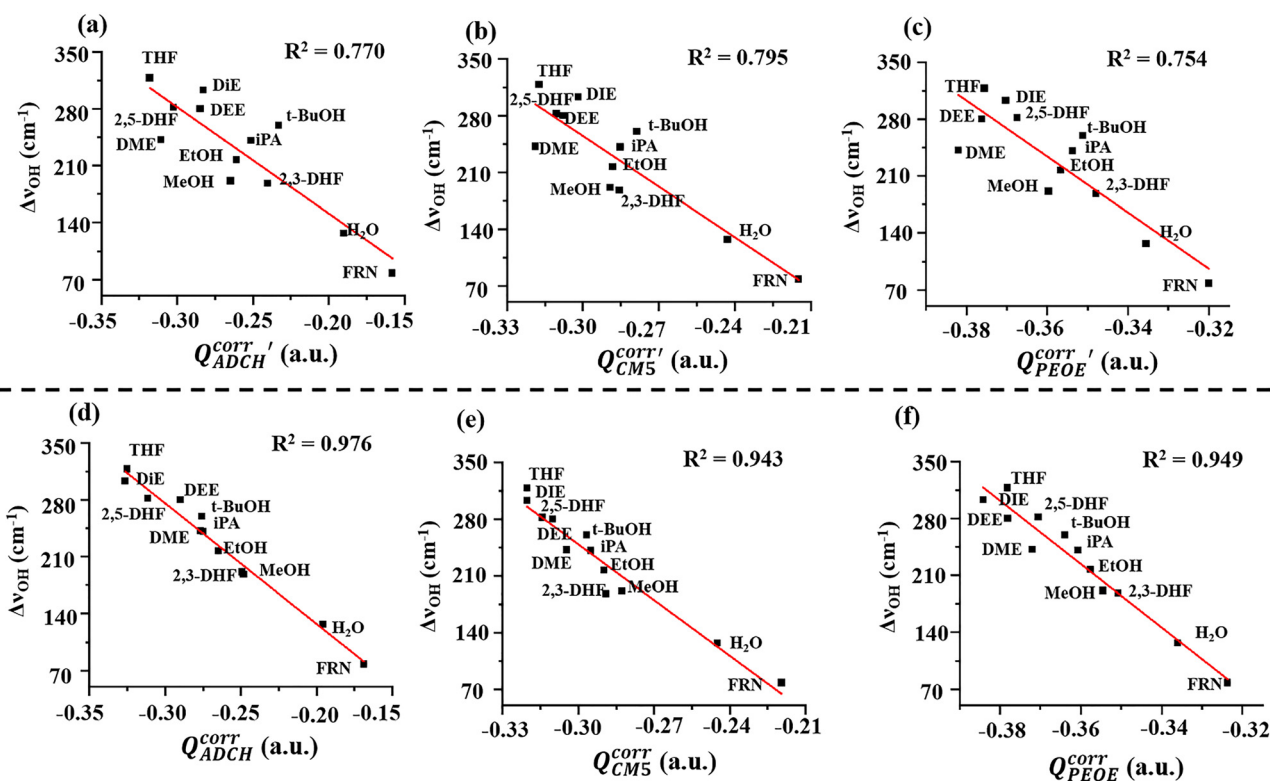 (a)
R² = 0.770
350
280
210
140
70
Δν_OH (cm⁻¹)
THF
DiE
DEE
2,5-DHF
t-BuOH
DME
iPA
EtOH
MeOH
2,3-DHF
H₂O
FRN
-0.35 -0.30 -0.25 -0.20 -0.15
Q_ADCH^corr′ (a.u.)
(b)
R² = 0.795
350
280
210
140
70
Δν_OH (cm⁻¹)
THF
DIE
2,5-DHF
DEE
t-BuOH
DME
iPA
EtOH
MeOH
2,3-DHF
H₂O
FRN
-0.33 -0.30 -0.27 -0.24 -0.21
Q_CM5^corr′ (a.u.)
(c)
R² = 0.754
350
280
210
140
70
Δν_OH (cm⁻¹)
THF
DIE
DEE
2,5-DHF
t-BuOH
DME
iPA
EtOH
MeOH
2,3-DHF
H₂O
FRN
-0.38 -0.36 -0.34 -0.32
Q_PEOE^corr′ (a.u.)
(d)
R² = 0.976
350
280
210
140
70
Δν_OH (cm⁻¹)
THF
DiE
DEE
2,5-DHF
t-BuOH
iPA
DME
EtOH
2,3-DHF
MeOH
H₂O
FRN
-0.35 -0.30 -0.25 -0.20 -0.15
Q_ADCH^corr (a.u.)
(e)
R² = 0.943
350
280
210
140
70
Δν_OH (cm⁻¹)
THF
DIE
2,5-DHF
DEE
t-BuOH
iPA
DME
EtOH
2,3-DHF
MeOH
H₂O
FRN
-0.33 -0.30 -0.27 -0.24 -0.21
Q_CM5^corr (a.u.)
(f)
R² = 0.949
350
280
210
140
70
Δν_OH (cm⁻¹)
THF
DIE
2,5-DHF
DEE
t-BuOH
DME
iPA
EtOH
MeOH
2,3-DHF
H₂O
FRN
-0.38 -0.36 -0.34 -0.32
Q_PEOE^corr (a.u.)